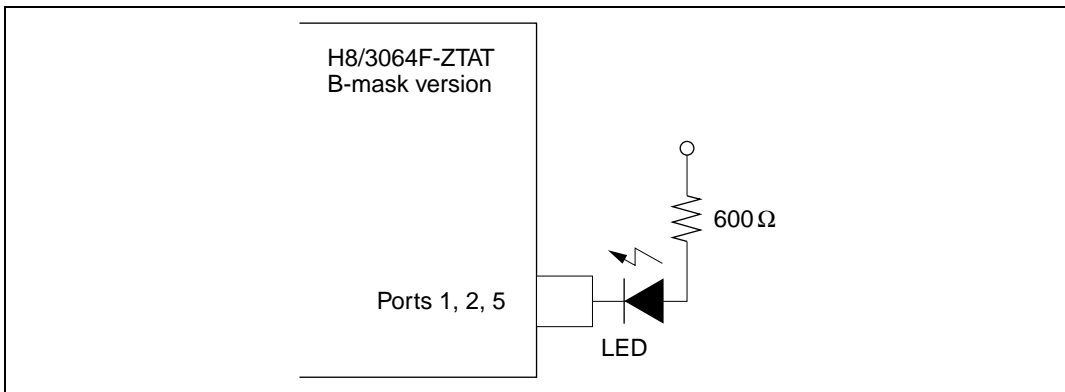 H8/3064F-ZTAT
B-mask version
600 Ω
Ports 1, 2, 5
LED